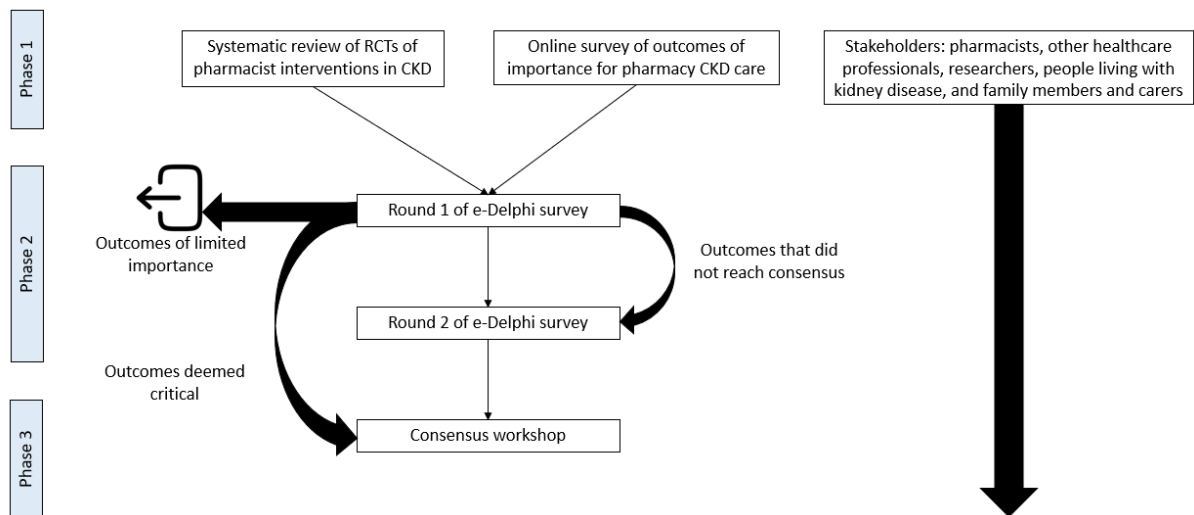 Phase 1
Systematic review of RCTs of
pharmacist interventions in CKD
Online survey of outcomes of
importance for pharmacy CKD care
Stakeholders: pharmacists, other healthcare
professionals, researchers, people living with
kidney disease, and family members and carers
Phase 2
Round 1 of e-Delphi survey
Outcomes of limited
importance
Outcomes that did
not reach consensus
Round 2 of e-Delphi survey
Outcomes deemed
critical
Phase 3
Consensus workshop